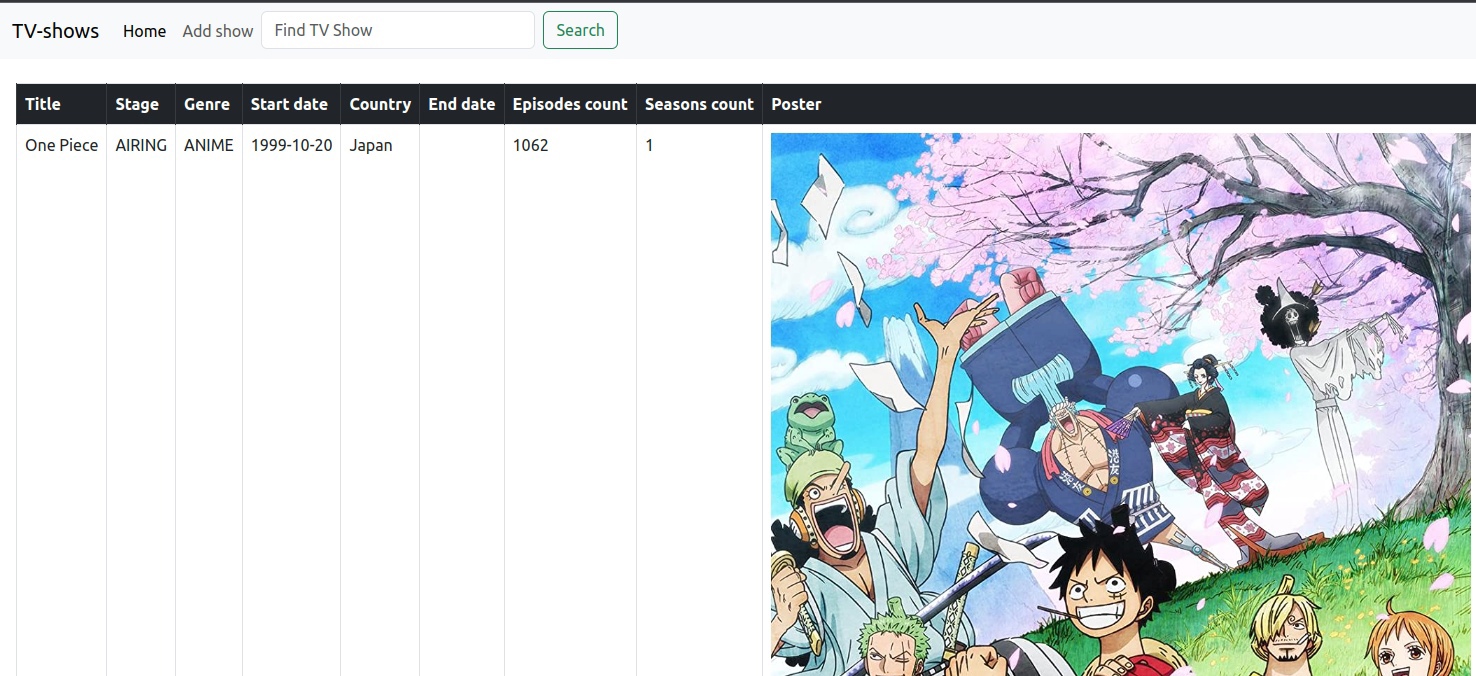 TV-shows Home Add show Find TV Show Search
Title Stage Genre Start date Country End date Episodes count Seasons count Poster
One Piece AIRING ANIME 1999-10-20 Japan 1062 1